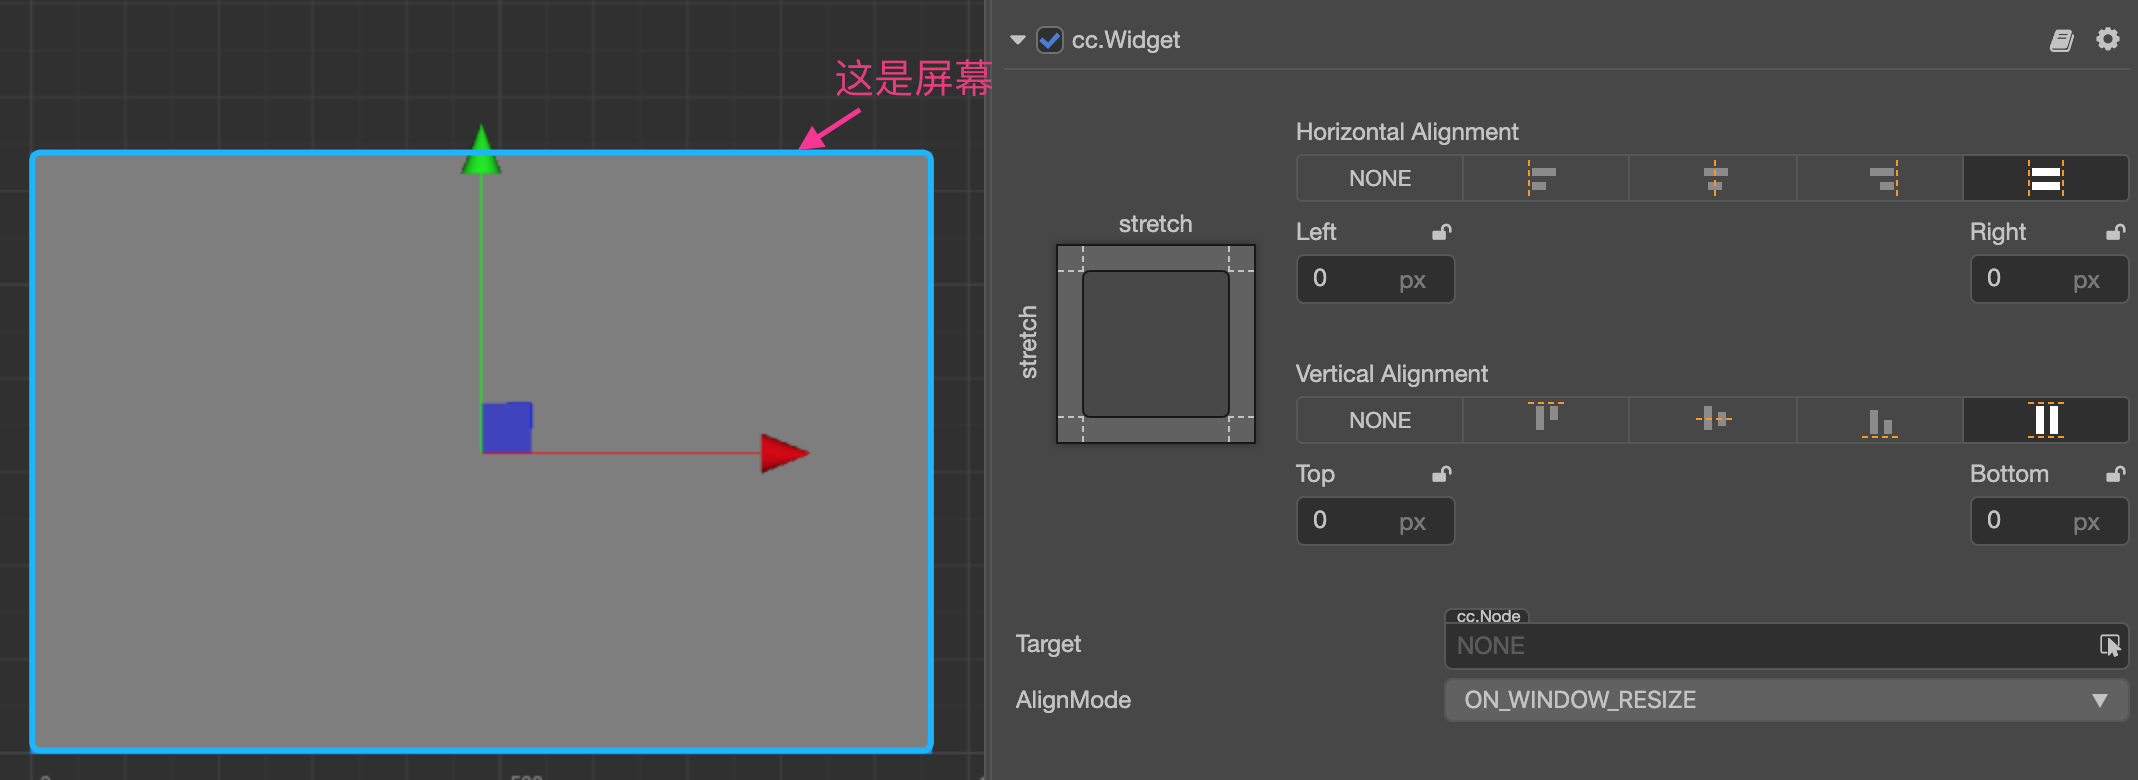 这是屏幕
cc.Widget
Horizontal Alignment
NONE
Left
Right
0 px
0 px
stretch
stretch
Vertical Alignment
NONE
Top
Bottom
0 px
0 px
Target
cc.Node
NONE
AlignMode
ON_WINDOW_RESIZE